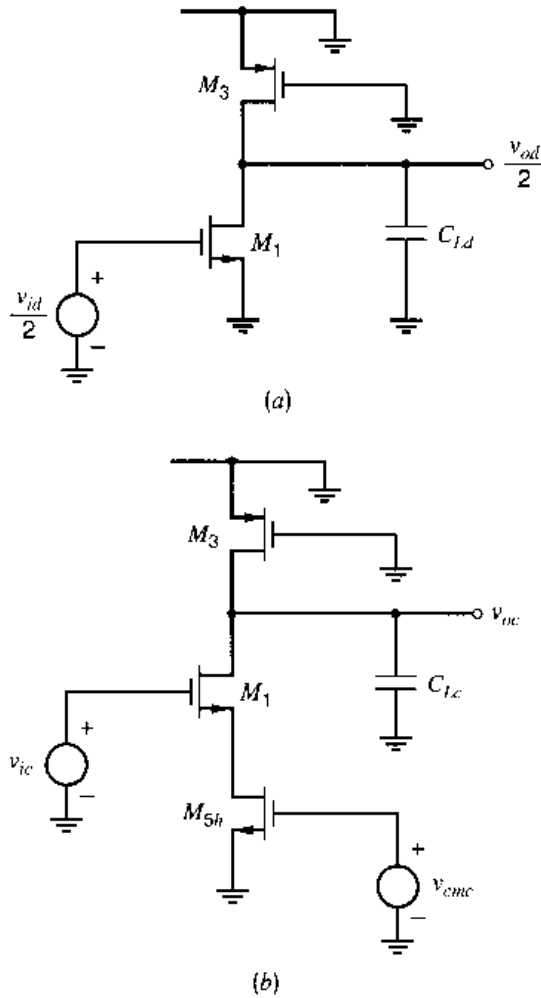 M3
vod
2
CLd
M1
+
vid
2
−
(a)
M3
voc
CLc
M1
+
vic
−
M5h
+
vcmc
−
(b)